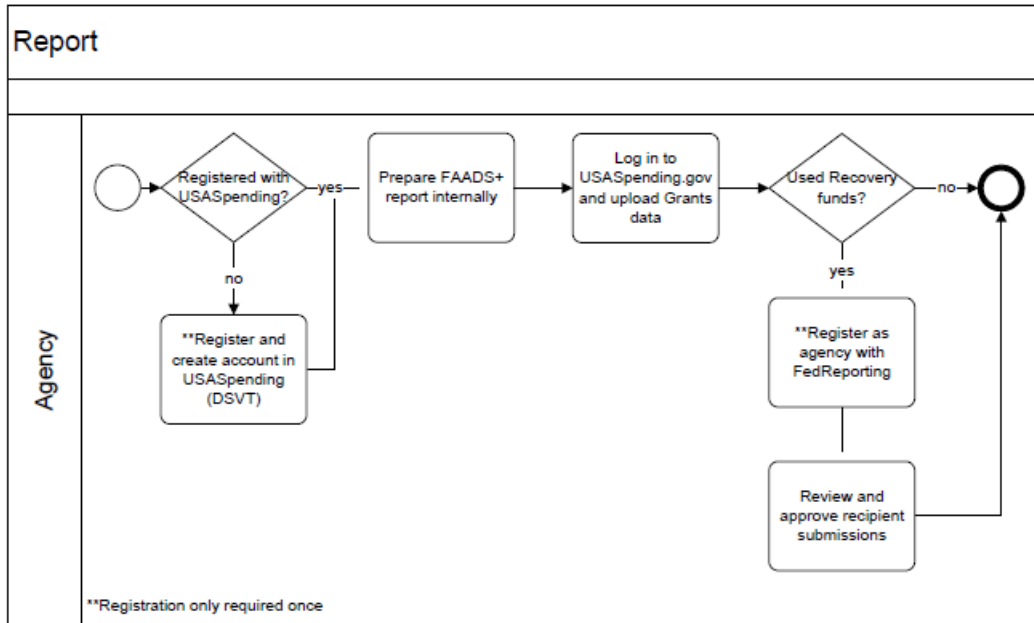 Report
Agency
Registered with
USASpending?
yes
no
**Register and
create account in
USASpending
(DSVT)
Prepare FAADS+
report internally
Log in to
USASpending.gov
and upload Grants
data
Used Recovery
funds?
no
yes
**Register as
agency with
FedReporting
Review and
approve recipient
submissions
**Registration only required once